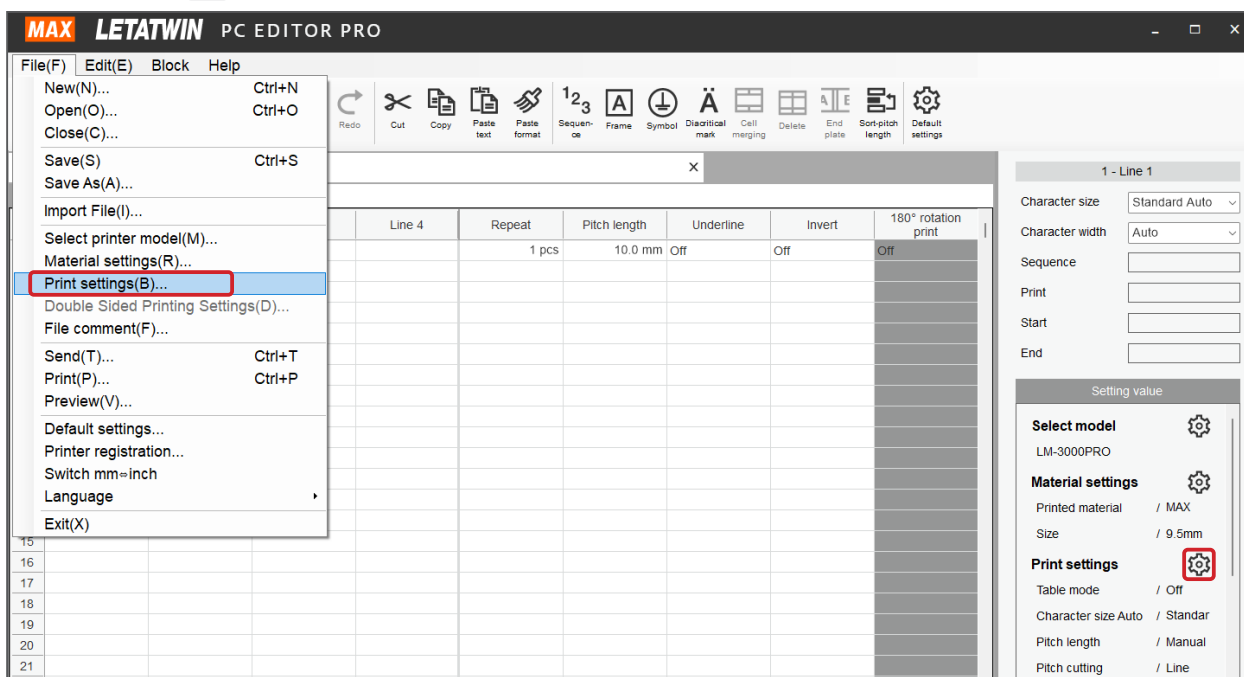 MAX LETATWIN PC EDITOR PRO
File(F) Edit(E) Block Help
New(N)... Ctrl+N
Open(O)... Ctrl+O
Close(C)...
Save(S) Ctrl+S
Save As(A)...
Import File(I)...
Select printer model(M)...
Material settings(R)...
Print settings(B)...
Double Sided Printing Settings(D)...
File comment(F)...
Send(T)... Ctrl+T
Print(P)... Ctrl+P
Preview(V)...
Default settings...
Printer registration...
Switch mm⇔inch
Language
Exit(X)
Redo
Cut
Copy
Paste
text
Paste
format
123
Sequen-
ce
A
Frame
Symbol
Ä
Diacritical
mark
Cell
merging
Delete
A E
End
plate
Sort-pitch
length
Default
settings
X
Line 4 Repeat Pitch length Underline Invert 180° rotation
print
1 pcs 10.0 mm Off Off Off
15
16
17
18
19
20
21
1 - Line 1
Character size Standard Auto
Character width Auto
Sequence
Print
Start
End
Setting value
Select model
LM-3000PRO
Material settings
Printed material / MAX
Size / 9.5mm
Print settings
Table mode / Off
Character size Auto / Standar
Pitch length / Manual
Pitch cutting / Line